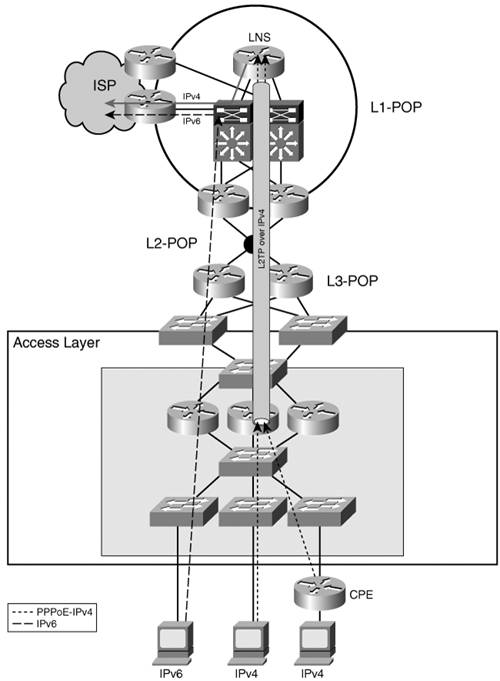 LNS
ISP
IPv4
IPv6
L1-POP
L2TP over IPv4
L2-POP
L3-POP
Access Layer
CPE
PPPoE-IPv4
IPv6
IPv6
IPv4
IPv4